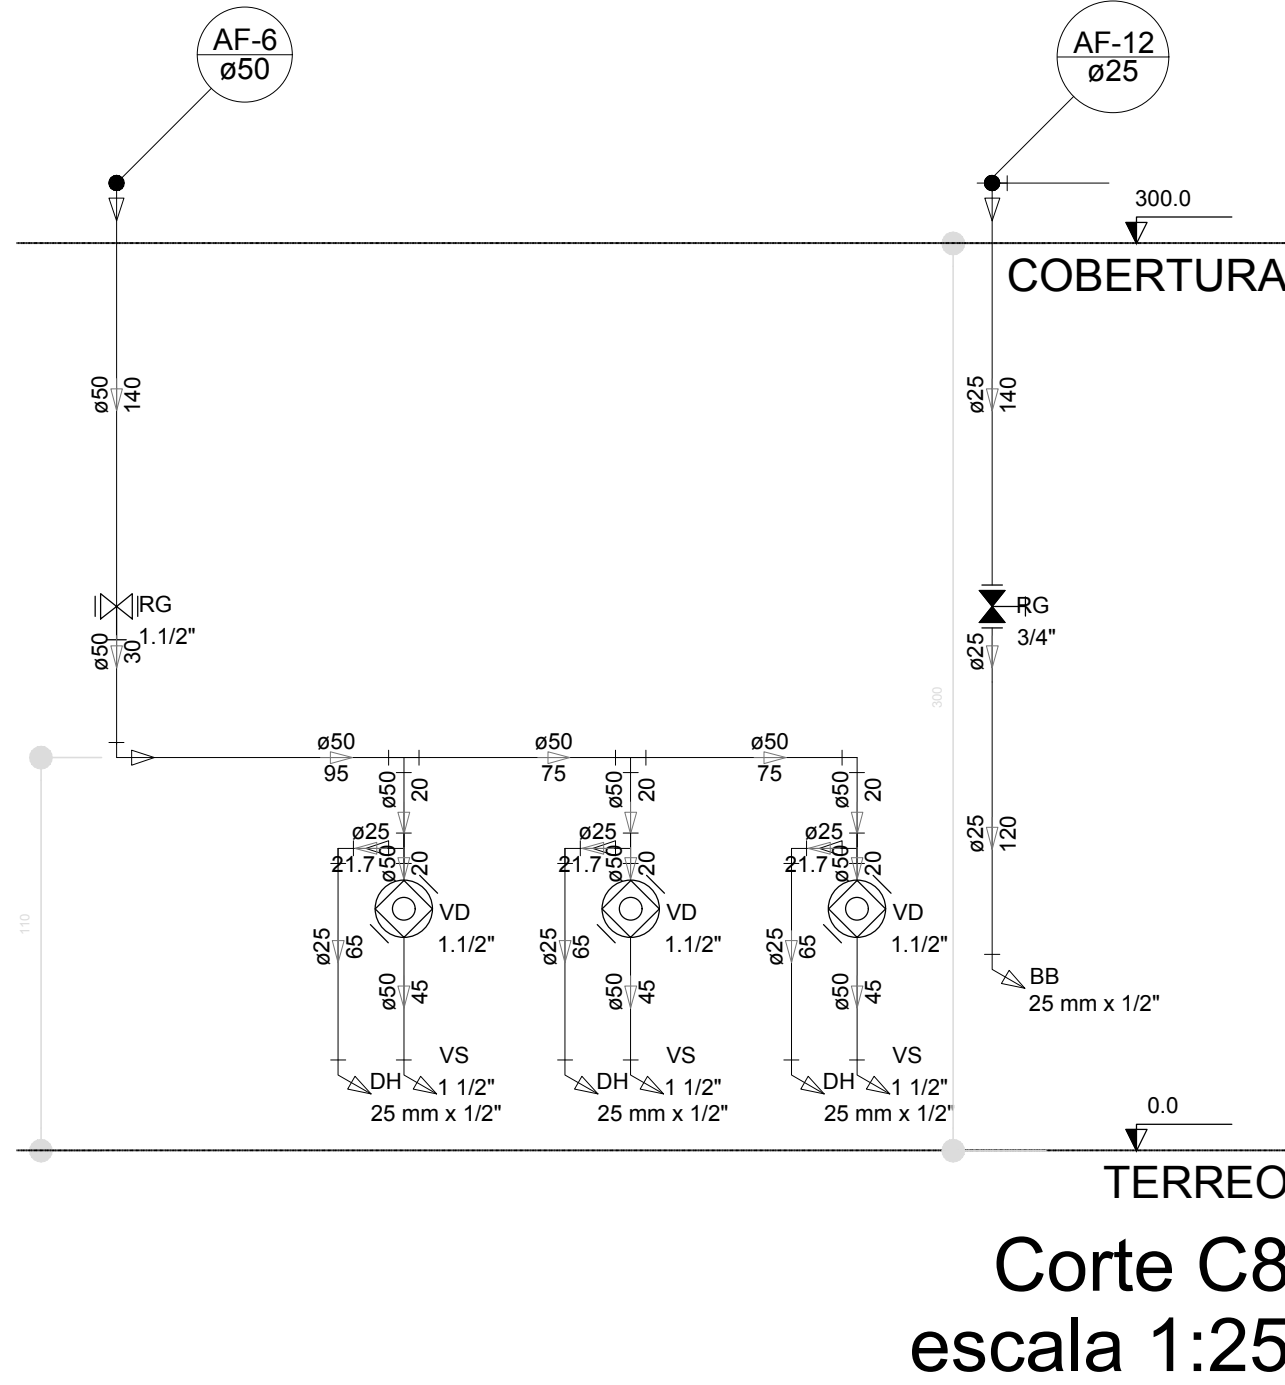 AF-6
ø50
AF-12
ø25
300.0
COBERTURA
ø50
140
ø25
140
RG
1.1/2"
ø50
30
RG
3/4"
ø25
300
ø50
95
ø50
75
ø50
75
ø50
20
ø50
20
ø50
20
ø25
120
ø25
21.7
ø50
20
ø25
21.7
ø50
20
ø25
21.7
ø50
20
110
VD
1.1/2"
VD
1.1/2"
VD
1.1/2"
ø25
65
ø25
65
ø25
65
ø50
45
ø50
45
ø50
45
BB
25 mm x 1/2"
VS
1 1/2"
VS
1 1/2"
VS
1 1/2"
DH
25 mm x 1/2"
DH
25 mm x 1/2"
DH
25 mm x 1/2"
0.0
TERREO
Corte C8
escala 1:25